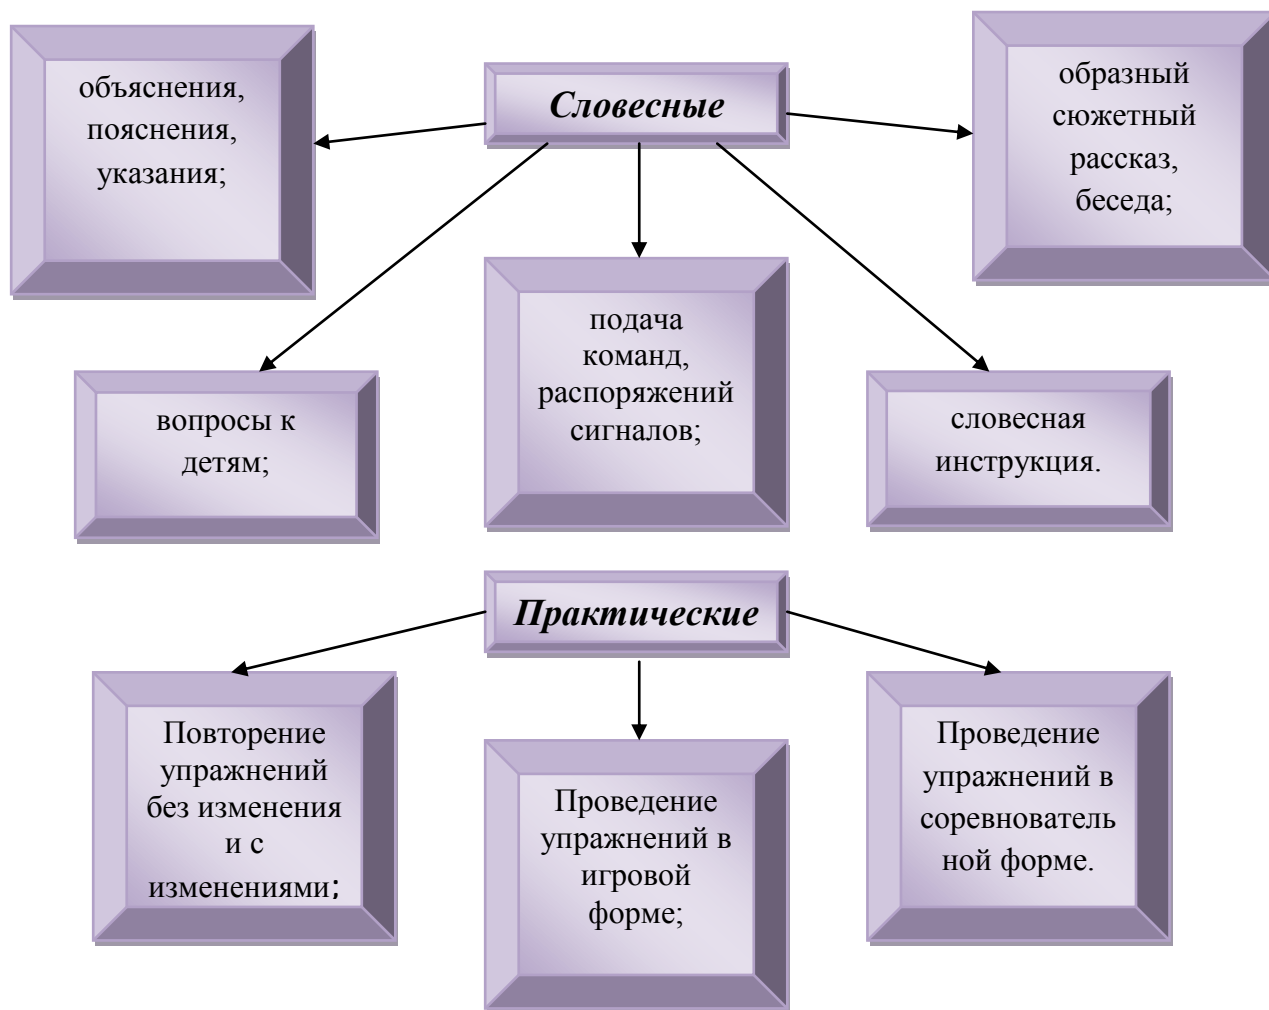 Словесные
объяснения,
пояснения,
указания;
образный
сюжетный
рассказ,
беседа;
вопросы к
детям;
подача
команд,
распоряжений
сигналов;
словесная
инструкция.
Практические
Повторение
упражнений
без изменения
и с
изменениями;
Проведение
упражнений в
игровой
форме;
Проведение
упражнений в
соревнователь
ной форме.